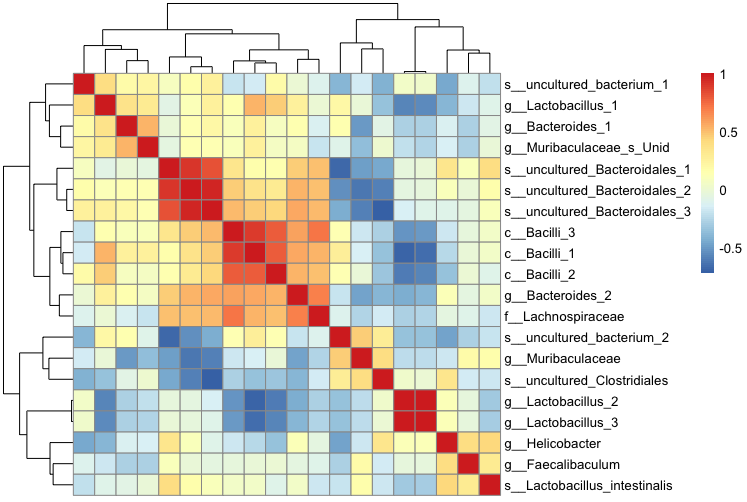 s__uncultured_bacterium_1
g__Lactobacillus_1
g__Bacteroides_1
g__Muribaculaceae_s_Unid
s__uncultured_Bacteroidales_1
s__uncultured_Bacteroidales_2
s__uncultured_Bacteroidales_3
c__Bacilli_3
c__Bacilli_1
c__Bacilli_2
g__Bacteroides_2
f__Lachnospiraceae
s__uncultured_bacterium_2
g__Muribaculaceae
s__uncultured_Clostridiales
g__Lactobacillus_2
g__Lactobacillus_3
g__Helicobacter
g__Faecalibaculum
s__Lactobacillus_intestinalis
1
0.5
0
-0.5